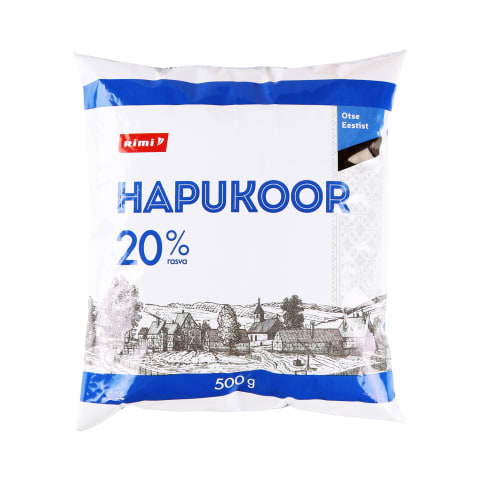 Otse
Eestist
Rimi
HAPUKOOR
20%
rasva
500 g